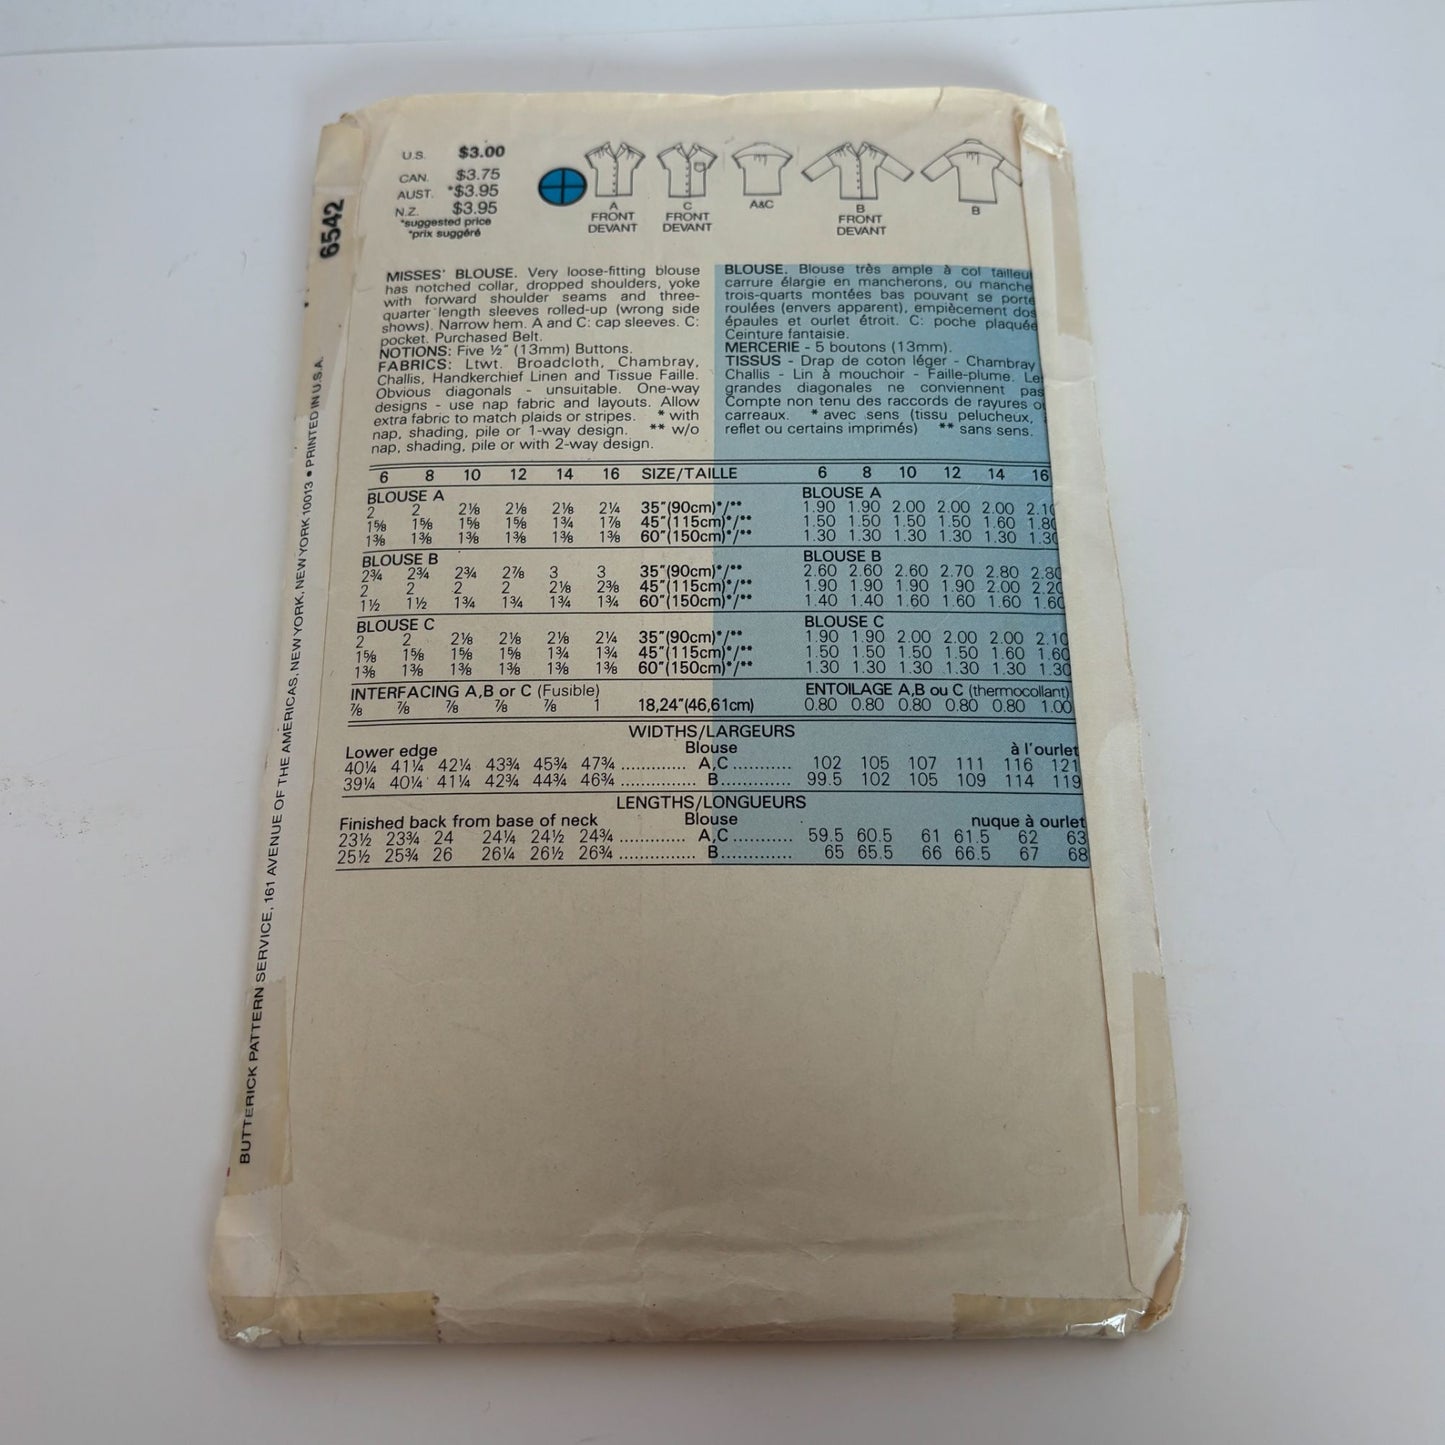 U.S. $3.00
CAN. $3.75
AUST. *$3.95
N.Z. $3.95
*suggested price
*prix suggéré
A
FRONT
DEVANT
C
FRONT
DEVANT
A&C
B
FRONT
DEVANT
B
6542
BUTTERICK PATTERN SERVICE, 161 AVENUE OF THE AMERICAS, NEW YORK, NEW YORK 10013 • PRINTED IN U.S.A.
MISSES' BLOUSE. Very loose-fitting blouse
has notched collar, dropped shoulders, yoke
with forward shoulder seams and three-
quarter length sleeves rolled-up (wrong side
shows). Narrow hem. A and C: cap sleeves. C:
pocket. Purchased Belt.
NOTIONS: Five ½" (13mm) Buttons.
FABRICS: Ltwt. Broadcloth, Chambray,
Challis, Handkerchief Linen and Tissue Faille.
Obvious diagonals - unsuitable. One-way
designs - use nap fabric and layouts. Allow
extra fabric to match plaids or stripes. * with
nap, shading, pile or 1-way design. ** w/o
nap, shading, pile or with 2-way design.
BLOUSE. Blouse très ample à col tailleu
carrure élargie en mancherons, ou manche
trois-quarts montées bas pouvant se porte
roulées (envers apparent), empiècement dos
épaules et ourlet étroit. C: poche plaquée
Ceinture fantaisie.
MERCERIE - 5 boutons (13mm).
TISSUS - Drap de coton léger - Chambray
Challis - Lin à mouchoir - Faille-plume. Les
grandes diagonales ne conviennent pas
Compte non tenu des raccords de rayures o
carreaux. * avec sens (tissu pelucheux,
reflet ou certains imprimés) ** sans sens.
6 8 10 12 14 16 SIZE/TAILLE 6 8 10 12 14 16
BLOUSE A BLOUSE A
2 2 2⅛ 2⅛ 2⅛ 2¼ 35"(90cm)*/** 1.90 1.90 2.00 2.00 2.00 2.10
1⅝ 1⅝ 1⅝ 1⅝ 1¾ 1⅞ 45"(115cm)*/** 1.50 1.50 1.50 1.50 1.60 1.80
1⅜ 1⅜ 1⅜ 1⅜ 1⅜ 1⅜ 60"(150cm)*/** 1.30 1.30 1.30 1.30 1.30 1.30
BLOUSE B BLOUSE B
2¾ 2¾ 2¾ 2⅞ 3 3 35"(90cm)*/** 2.60 2.60 2.60 2.70 2.80 2.80
2 2 2 2 2⅛ 2⅜ 45"(115cm)*/** 1.90 1.90 1.90 1.90 2.00 2.20
1½ 1½ 1¾ 1¾ 1¾ 1¾ 60"(150cm)*/** 1.40 1.40 1.60 1.60 1.60 1.60
BLOUSE C BLOUSE C
2 2 2⅛ 2⅛ 2⅛ 2¼ 35"(90cm)*/** 1.90 1.90 2.00 2.00 2.00 2.10
1⅝ 1⅝ 1⅝ 1⅝ 1¾ 1¾ 45"(115cm)*/** 1.50 1.50 1.50 1.50 1.60 1.60
1⅜ 1⅜ 1⅜ 1⅜ 1⅜ 1⅜ 60"(150cm)*/** 1.30 1.30 1.30 1.30 1.30 1.30
INTERFACING A,B or C (Fusible) ENTOILAGE A,B ou C (thermocollant)
⅞ ⅞ ⅞ ⅞ ⅞ 1 18,24"(46,61cm) 0.80 0.80 0.80 0.80 0.80 1.00
WIDTHS/LARGEURS
Lower edge Blouse à l'ourlet
40¼ 41¼ 42¼ 43¾ 45¾ 47¾ .............. A,C ........... 102 105 107 111 116 121
39¼ 40¼ 41¼ 42¾ 44¾ 46¾ .............. B ............. 99.5 102 105 109 114 119
LENGTHS/LONGUEURS
Finished back from base of neck Blouse nuque à ourlet
23½ 23¾ 24 24¼ 24½ 24¾ .............. A,C ........... 59.5 60.5 61 61.5 62 63
25½ 25¾ 26 26¼ 26½ 26¾ .............. B ............. 65 65.5 66 66.5 67 68